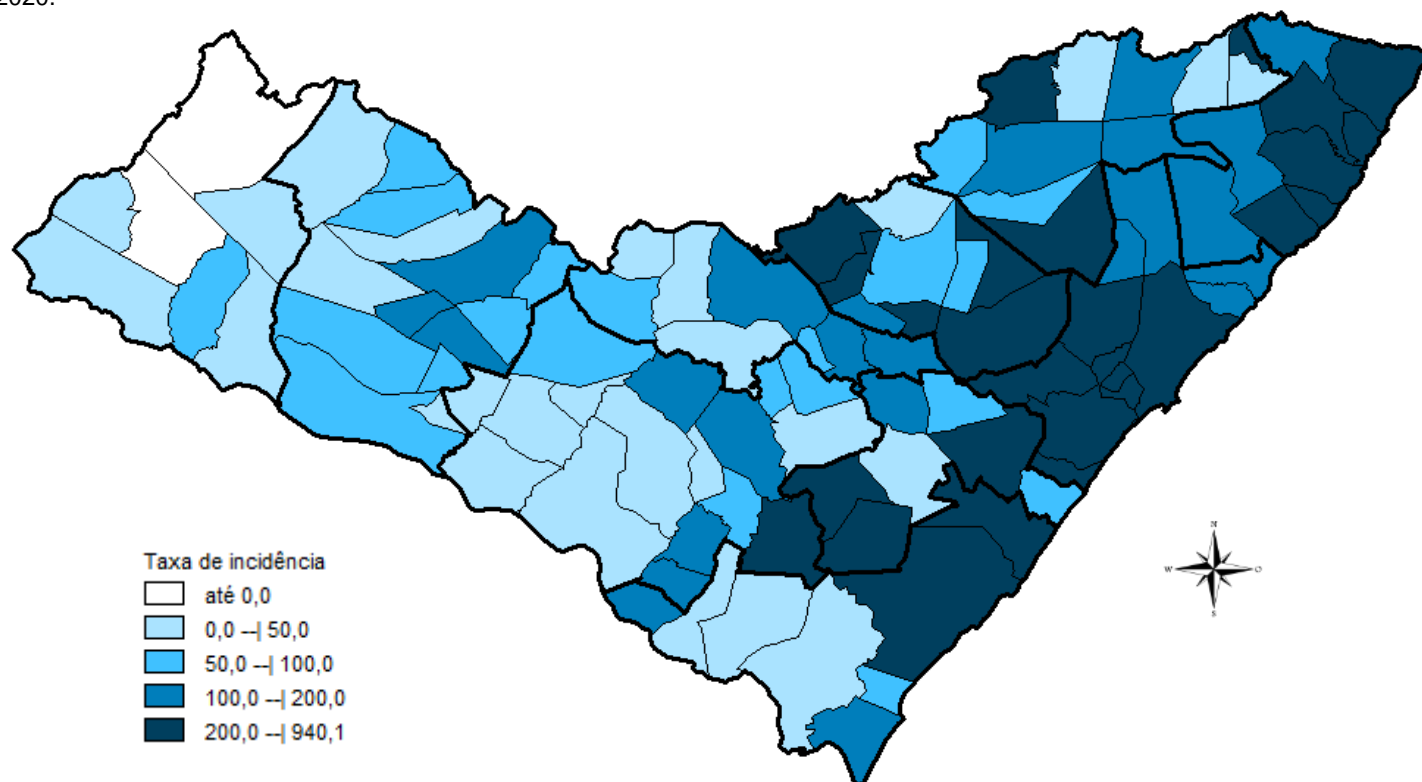 2020.
Taxa de incidência
até 0,0
0,0 --| 50,0
50,0 --| 100,0
100,0 --| 200,0
200,0 --| 940,1
N
W
O
S